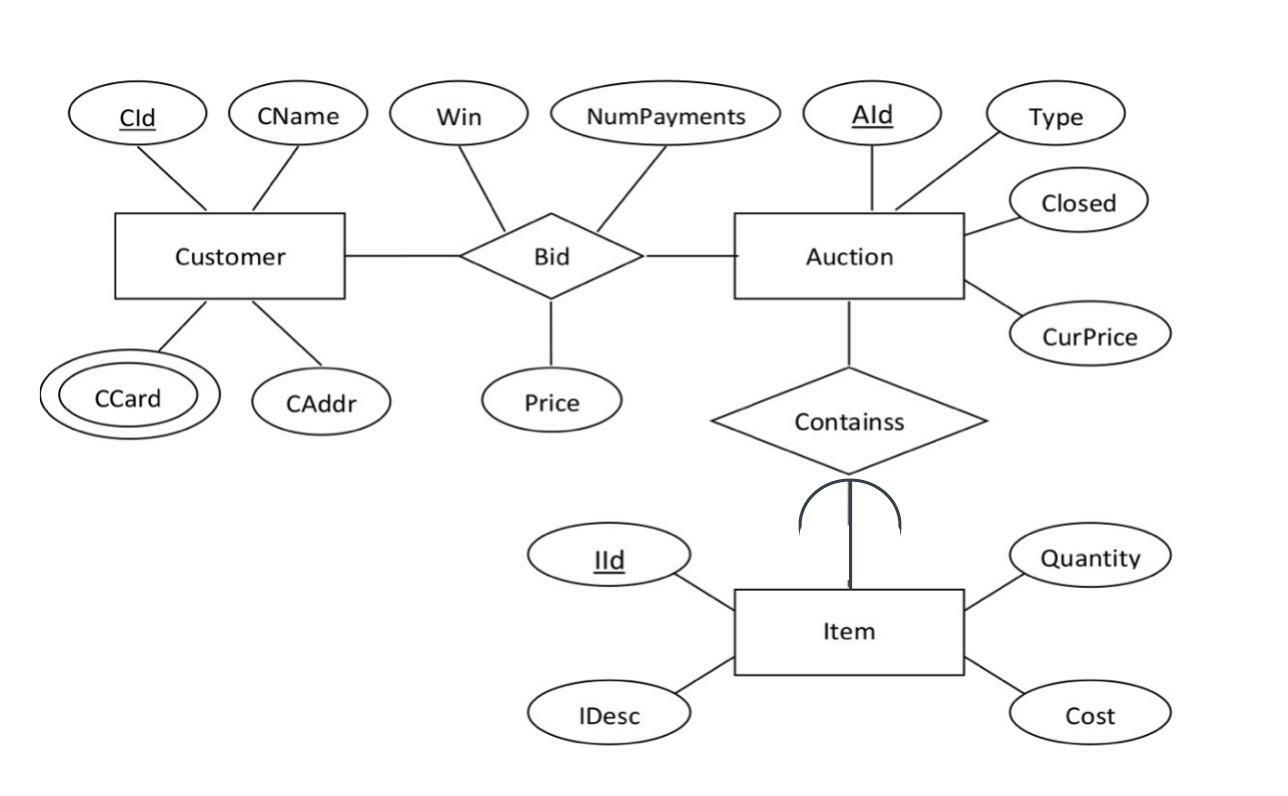 CId
CName
Win
NumPayments
AId
Type
Closed
Customer
Bid
Auction
CurPrice
CCard
CAddr
Price
Containss
IId
Quantity
Item
IDesc
Cost